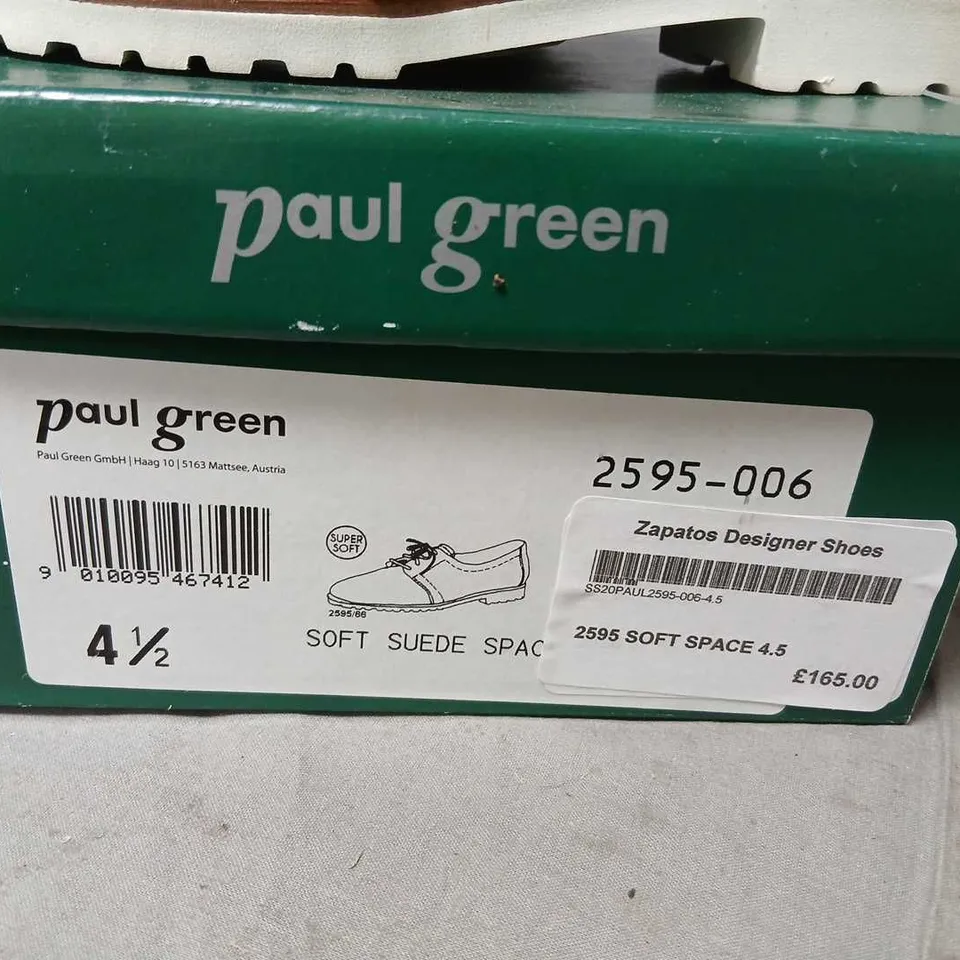 paul green
paul green
Paul Green GmbH | Haag 10 | 5163 Mattsee, Austria
2595-006
9 010095 467412
SUPER
SOFT
2595/66
4 ½
SOFT SUEDE SPAC
Zapatos Designer Shoes
SS20PAUL2595-006-4.5
2595 SOFT SPACE 4.5
£165.00